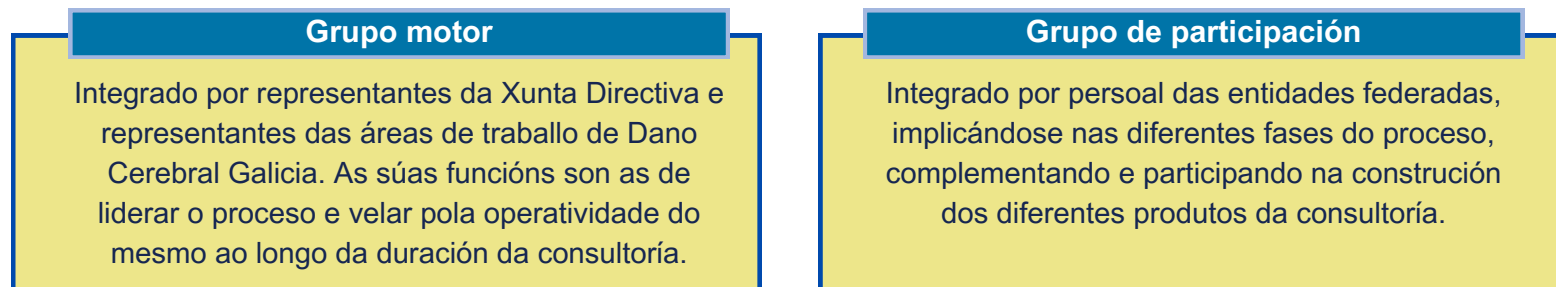 Grupo motor
Integrado por representantes da Xunta Directiva e
representantes das áreas de traballo de Dano
Cerebral Galicia. As súas funcións son as de
liderar o proceso e velar pola operatividade do
mesmo ao longo da duración da consultoría.
Grupo de participación
Integrado por persoal das entidades federadas,
implicándose nas diferentes fases do proceso,
complementando e participando na construción
dos diferentes produtos da consultoría.